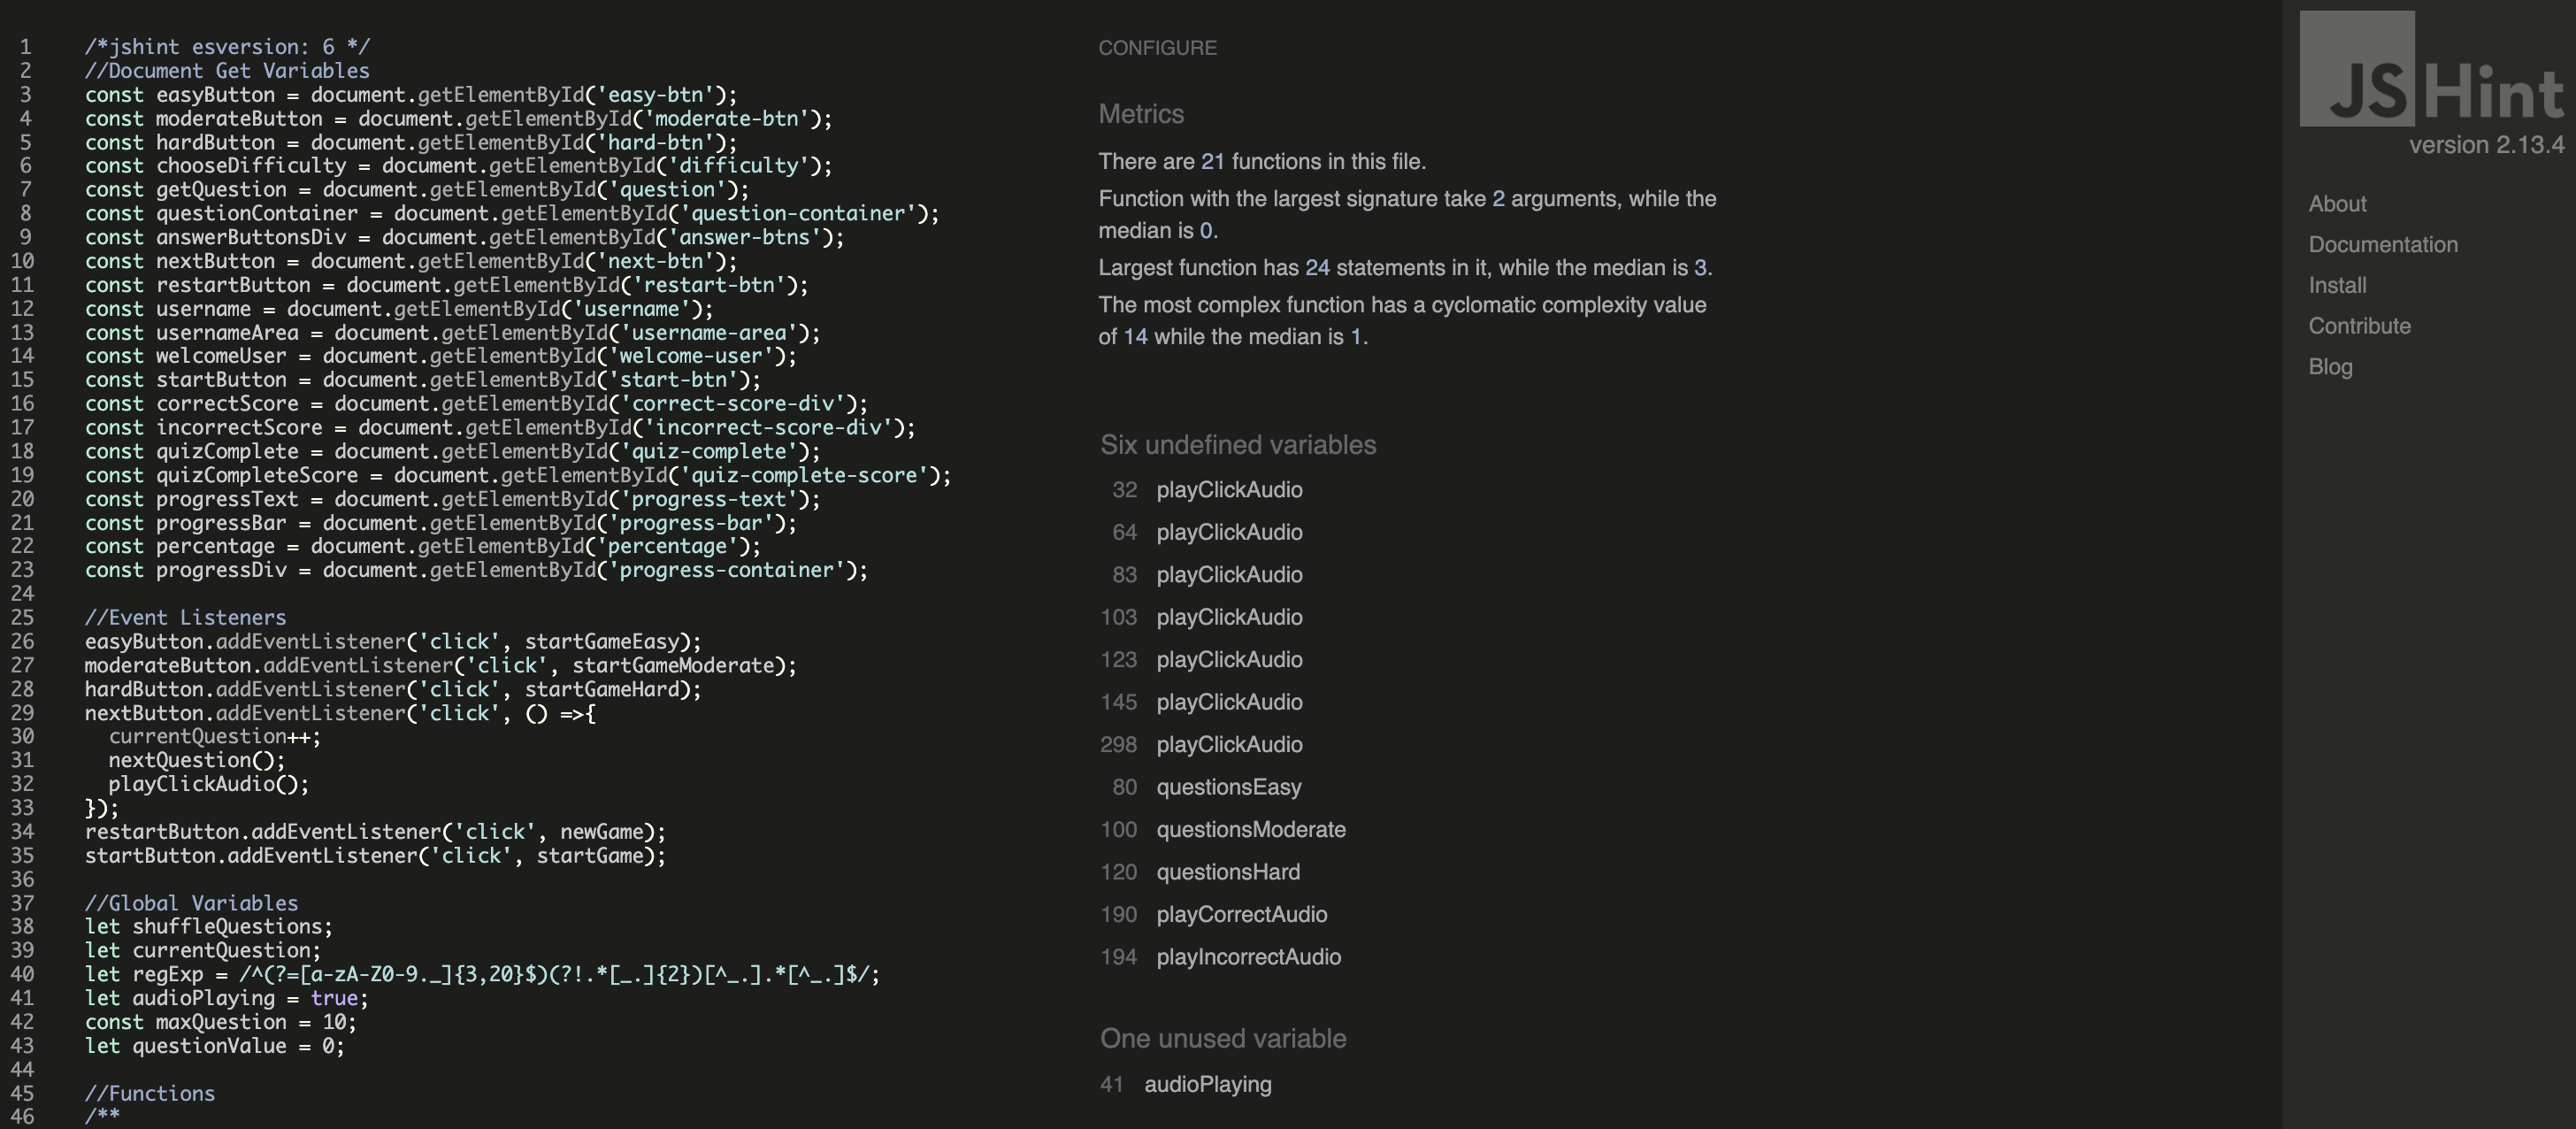 1 /*jshint esversion: 6 */
2 //Document Get Variables
3 const easyButton = document.getElementById('easy-btn');
4 const moderateButton = document.getElementById('moderate-btn');
5 const hardButton = document.getElementById('hard-btn');
6 const chooseDifficulty = document.getElementById('difficulty');
7 const getQuestion = document.getElementById('question');
8 const questionContainer = document.getElementById('question-container');
9 const answerButtonsDiv = document.getElementById('answer-btns');
10 const nextButton = document.getElementById('next-btn');
11 const restartButton = document.getElementById('restart-btn');
12 const username = document.getElementById('username');
13 const usernameArea = document.getElementById('username-area');
14 const welcomeUser = document.getElementById('welcome-user');
15 const startButton = document.getElementById('start-btn');
16 const correctScore = document.getElementById('correct-score-div');
17 const incorrectScore = document.getElementById('incorrect-score-div');
18 const quizComplete = document.getElementById('quiz-complete');
19 const quizCompleteScore = document.getElementById('quiz-complete-score');
20 const progressText = document.getElementById('progress-text');
21 const progressBar = document.getElementById('progress-bar');
22 const percentage = document.getElementById('percentage');
23 const progressDiv = document.getElementById('progress-container');
24
25 //Event Listeners
26 easyButton.addEventListener('click', startGameEasy);
27 moderateButton.addEventListener('click', startGameModerate);
28 hardButton.addEventListener('click', startGameHard);
29 nextButton.addEventListener('click', () =>{
30 currentQuestion++;
31 nextQuestion();
32 playClickAudio();
33 });
34 restartButton.addEventListener('click', newGame);
35 startButton.addEventListener('click', startGame);
36
37 //Global Variables
38 let shuffleQuestions;
39 let currentQuestion;
40 let regExp = /^(?=[a-zA-Z0-9._]{3,20}$)(?!.*[_.]{2})[^_.].*[^_.]$/;
41 let audioPlaying = true;
42 const maxQuestion = 10;
43 let questionValue = 0;
44
45 //Functions
46 /**
CONFIGURE
Metrics
There are 21 functions in this file.
Function with the largest signature take 2 arguments, while the
median is 0.
Largest function has 24 statements in it, while the median is 3.
The most complex function has a cyclomatic complexity value
of 14 while the median is 1.
Six undefined variables
32 playClickAudio
64 playClickAudio
83 playClickAudio
103 playClickAudio
123 playClickAudio
145 playClickAudio
298 playClickAudio
80 questionsEasy
100 questionsModerate
120 questionsHard
190 playCorrectAudio
194 playIncorrectAudio
One unused variable
41 audioPlaying
JSHint
version 2.13.4
About
Documentation
Install
Contribute
Blog